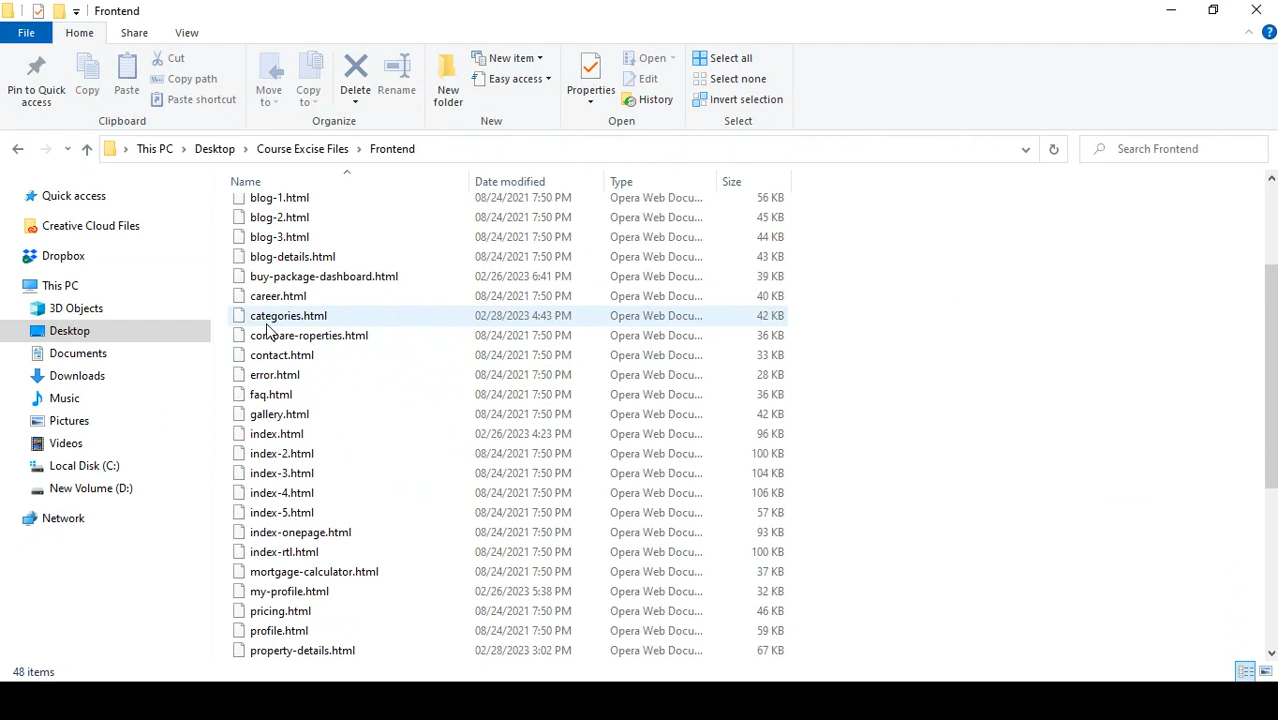 Frontend
File Home Share View
Pin to Quick access
Copy
Paste
Cut
Copy path
Paste shortcut
Clipboard
Move to
Copy to
Delete
Rename
Organize
New folder
New item
Easy access
New
Properties
Open
Edit
History
Open
Select all
Select none
Invert selection
Select
This PC Desktop Course Excise Files Frontend
Search Frontend
Quick access
Creative Cloud Files
Dropbox
This PC
3D Objects
Desktop
Documents
Downloads
Music
Pictures
Videos
Local Disk (C:)
New Volume (D:)
Network
Name Date modified Type Size
blog-1.html 08/24/2021 7:50 PM Opera Web Docu... 56 KB
blog-2.html 08/24/2021 7:50 PM Opera Web Docu... 45 KB
blog-3.html 08/24/2021 7:50 PM Opera Web Docu... 44 KB
blog-details.html 08/24/2021 7:50 PM Opera Web Docu... 43 KB
buy-package-dashboard.html 02/26/2023 6:41 PM Opera Web Docu... 39 KB
career.html 08/24/2021 7:50 PM Opera Web Docu... 40 KB
categories.html 02/28/2023 4:43 PM Opera Web Docu... 42 KB
compare-roperties.html 08/24/2021 7:50 PM Opera Web Docu... 36 KB
contact.html 08/24/2021 7:50 PM Opera Web Docu... 33 KB
error.html 08/24/2021 7:50 PM Opera Web Docu... 28 KB
faq.html 08/24/2021 7:50 PM Opera Web Docu... 36 KB
gallery.html 08/24/2021 7:50 PM Opera Web Docu... 42 KB
index.html 02/26/2023 4:23 PM Opera Web Docu... 96 KB
index-2.html 08/24/2021 7:50 PM Opera Web Docu... 100 KB
index-3.html 08/24/2021 7:50 PM Opera Web Docu... 104 KB
index-4.html 08/24/2021 7:50 PM Opera Web Docu... 106 KB
index-5.html 08/24/2021 7:50 PM Opera Web Docu... 57 KB
index-onepage.html 08/24/2021 7:50 PM Opera Web Docu... 93 KB
index-rtl.html 08/24/2021 7:50 PM Opera Web Docu... 100 KB
mortgage-calculator.html 08/24/2021 7:50 PM Opera Web Docu... 37 KB
my-profile.html 02/26/2023 5:38 PM Opera Web Docu... 32 KB
pricing.html 08/24/2021 7:50 PM Opera Web Docu... 46 KB
profile.html 08/24/2021 7:50 PM Opera Web Docu... 59 KB
property-details.html 02/28/2023 3:02 PM Opera Web Docu... 67 KB
48 items